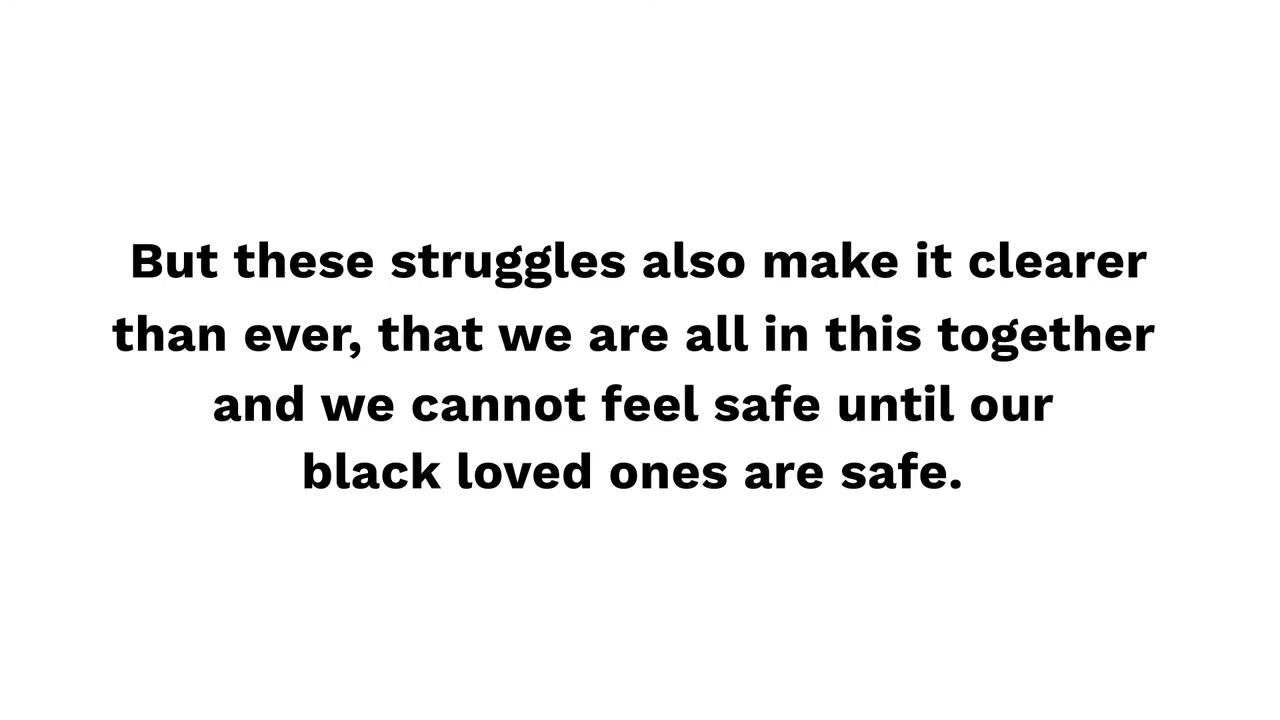 But these struggles also make it clearer
than ever, that we are all in this together
and we cannot feel safe until our
black loved ones are safe.